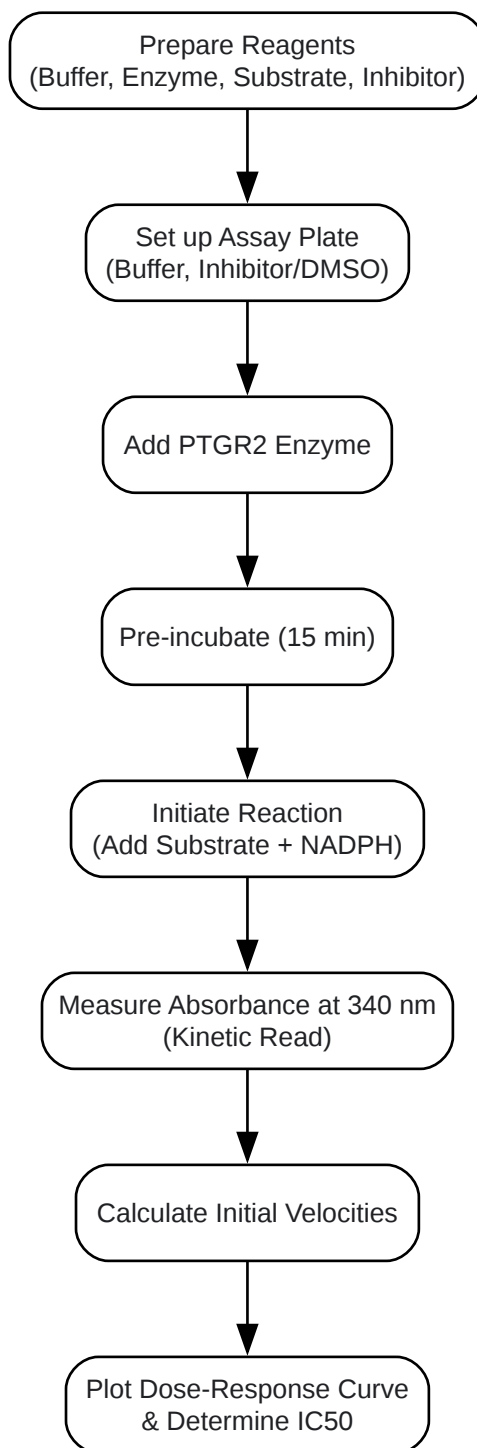 Prepare Reagents
(Buffer, Enzyme, Substrate, Inhibitor)
Set up Assay Plate
(Buffer, Inhibitor/DMSO)
Add PTGR2 Enzyme
Pre-incubate (15 min)
Initiate Reaction
(Add Substrate + NADPH)
Measure Absorbance at 340 nm
(Kinetic Read)
Calculate Initial Velocities
Plot Dose-Response Curve
& Determine IC50